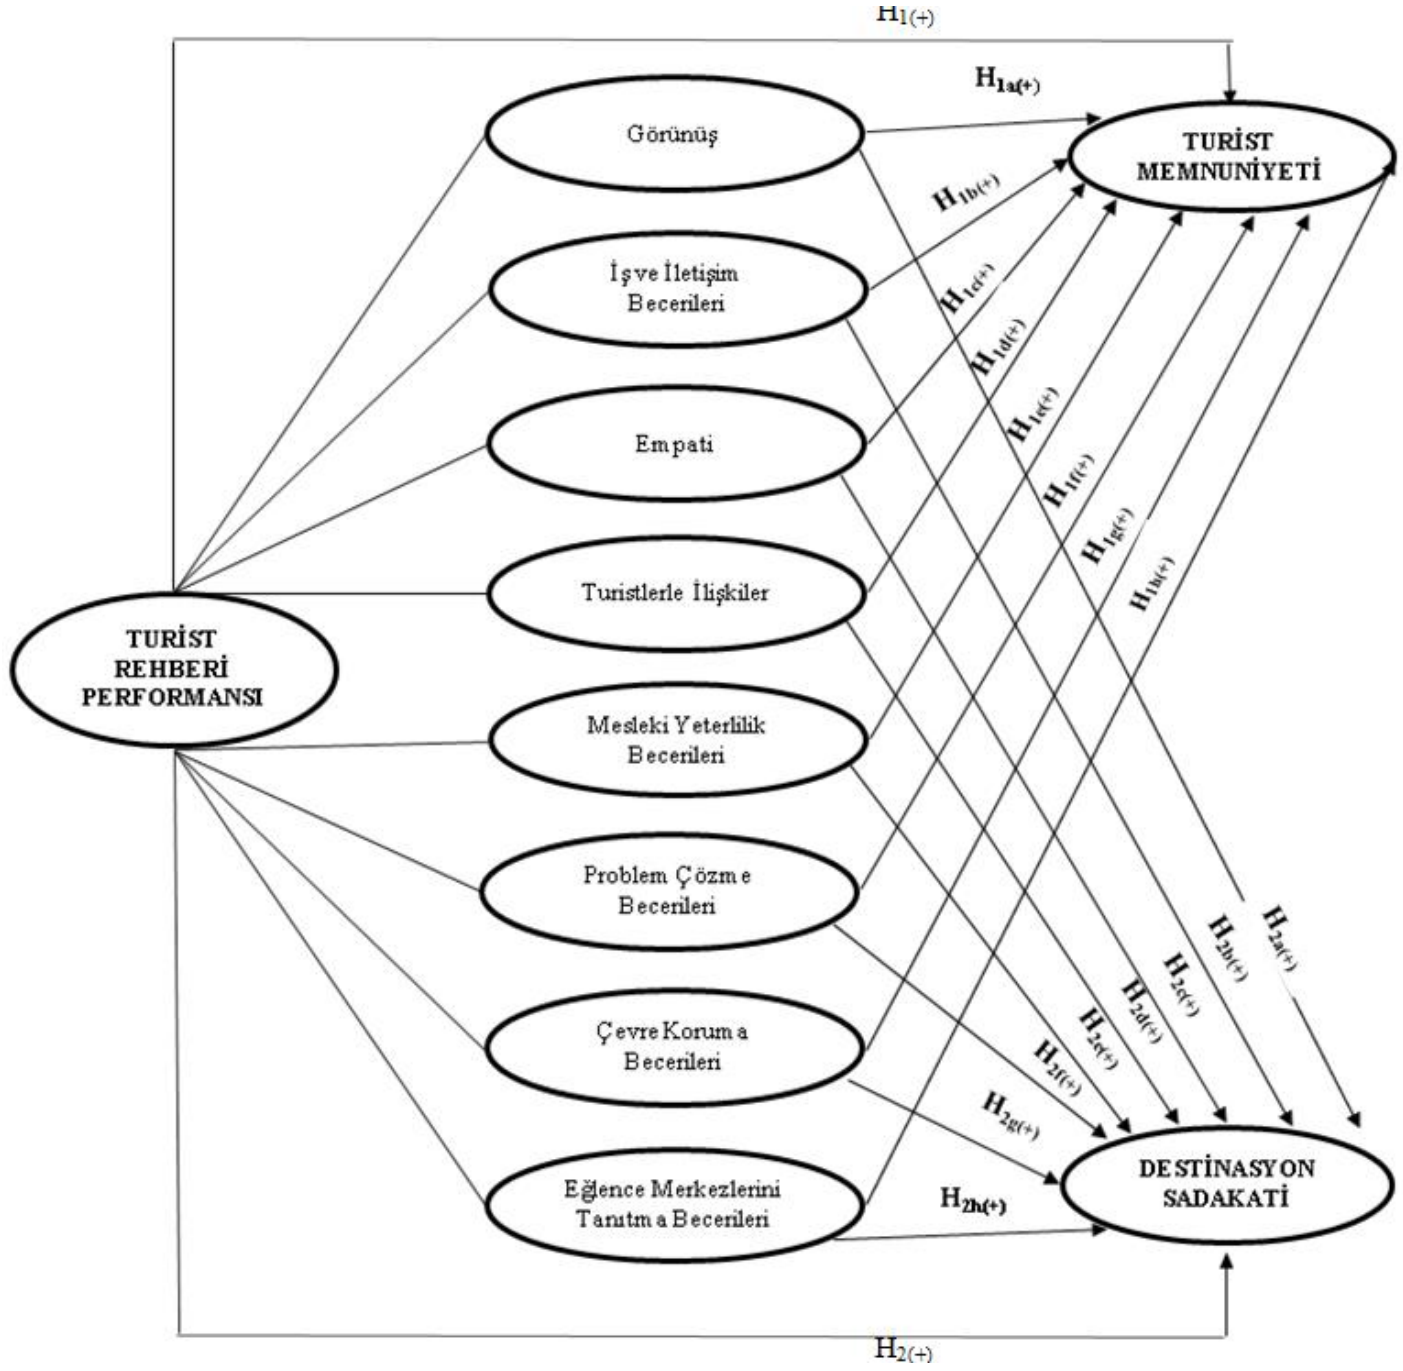 H1(+)
H1a(+)
Görünüş
TURİST
MEMNUNİYETİ
H1b(+)
İş ve İletişim
Becerileri
H1c(+)
H1d(+)
Empati
H1e(+)
H1f(+)
H1g(+)
H1h(+)
Turistlerle İlişkiler
TURİST
REHBERİ
PERFORMANSI
Mesleki Yeterlilik
Becerileri
Problem Çözme
Becerileri
H2a(+)
H2b(+)
H2c(+)
H2d(+)
H2e(+)
H2f(+)
Çevre Koruma
Becerileri
H2g(+)
Eğlence Merkezlerini
Tanıtma Becerileri
H2h(+)
DESTİNASYON
SADAKATİ
H2(+)